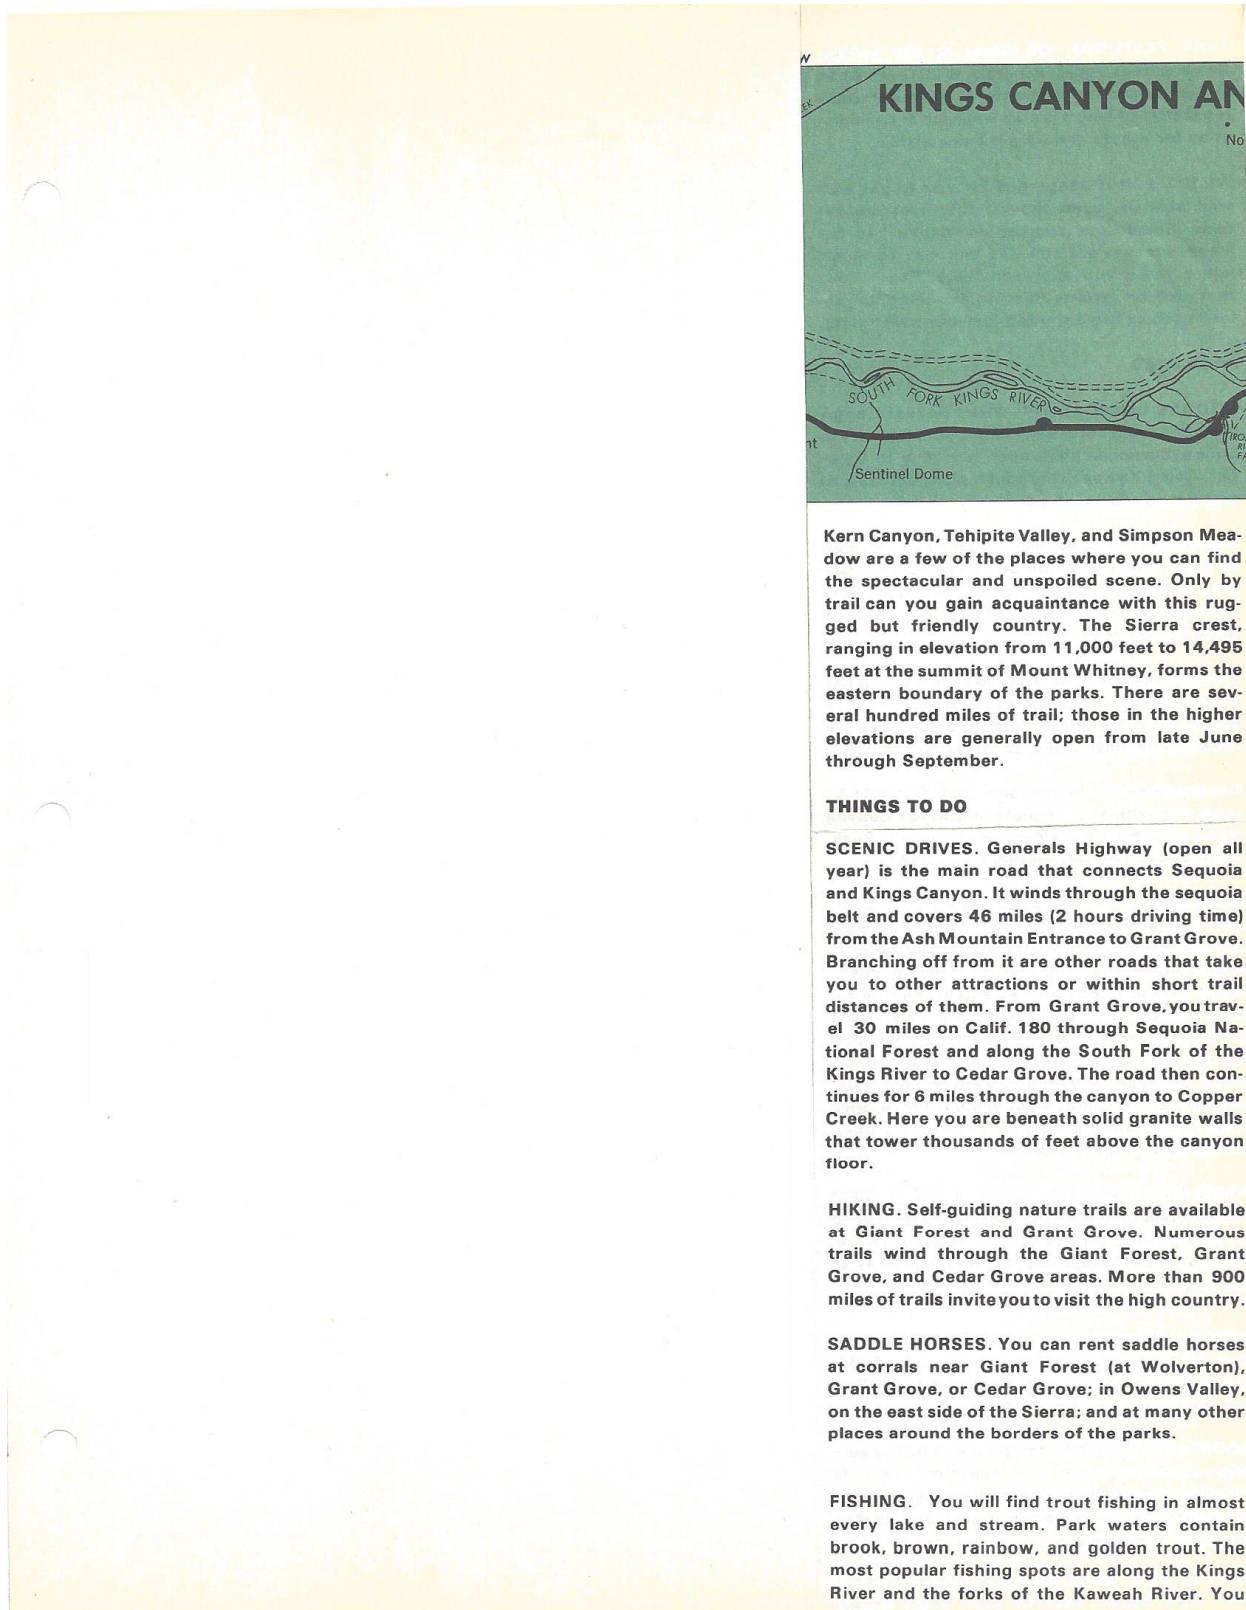 KINGS CANYON AN
No
SOUTH FORK KINGS RIVER
Sentinel Dome
Kern Canyon, Tehipite Valley, and Simpson Mea-
dow are a few of the places where you can find
the spectacular and unspoiled scene. Only by
trail can you gain acquaintance with this rug-
ged but friendly country. The Sierra crest,
ranging in elevation from 11,000 feet to 14,495
feet at the summit of Mount Whitney, forms the
eastern boundary of the parks. There are sev-
eral hundred miles of trail; those in the higher
elevations are generally open from late June
through September.
THINGS TO DO
SCENIC DRIVES. Generals Highway (open all
year) is the main road that connects Sequoia
and Kings Canyon. It winds through the sequoia
belt and covers 46 miles (2 hours driving time)
from the Ash Mountain Entrance to Grant Grove.
Branching off from it are other roads that take
you to other attractions or within short trail
distances of them. From Grant Grove, you trav-
el 30 miles on Calif. 180 through Sequoia Na-
tional Forest and along the South Fork of the
Kings River to Cedar Grove. The road then con-
tinues for 6 miles through the canyon to Copper
Creek. Here you are beneath solid granite walls
that tower thousands of feet above the canyon
floor.
HIKING. Self-guiding nature trails are available
at Giant Forest and Grant Grove. Numerous
trails wind through the Giant Forest, Grant
Grove, and Cedar Grove areas. More than 900
miles of trails invite you to visit the high country.
SADDLE HORSES. You can rent saddle horses
at corrals near Giant Forest (at Wolverton),
Grant Grove, or Cedar Grove; in Owens Valley,
on the east side of the Sierra; and at many other
places around the borders of the parks.
FISHING. You will find trout fishing in almost
every lake and stream. Park waters contain
brook, brown, rainbow, and golden trout. The
most popular fishing spots are along the Kings
River and the forks of the Kaweah River. You